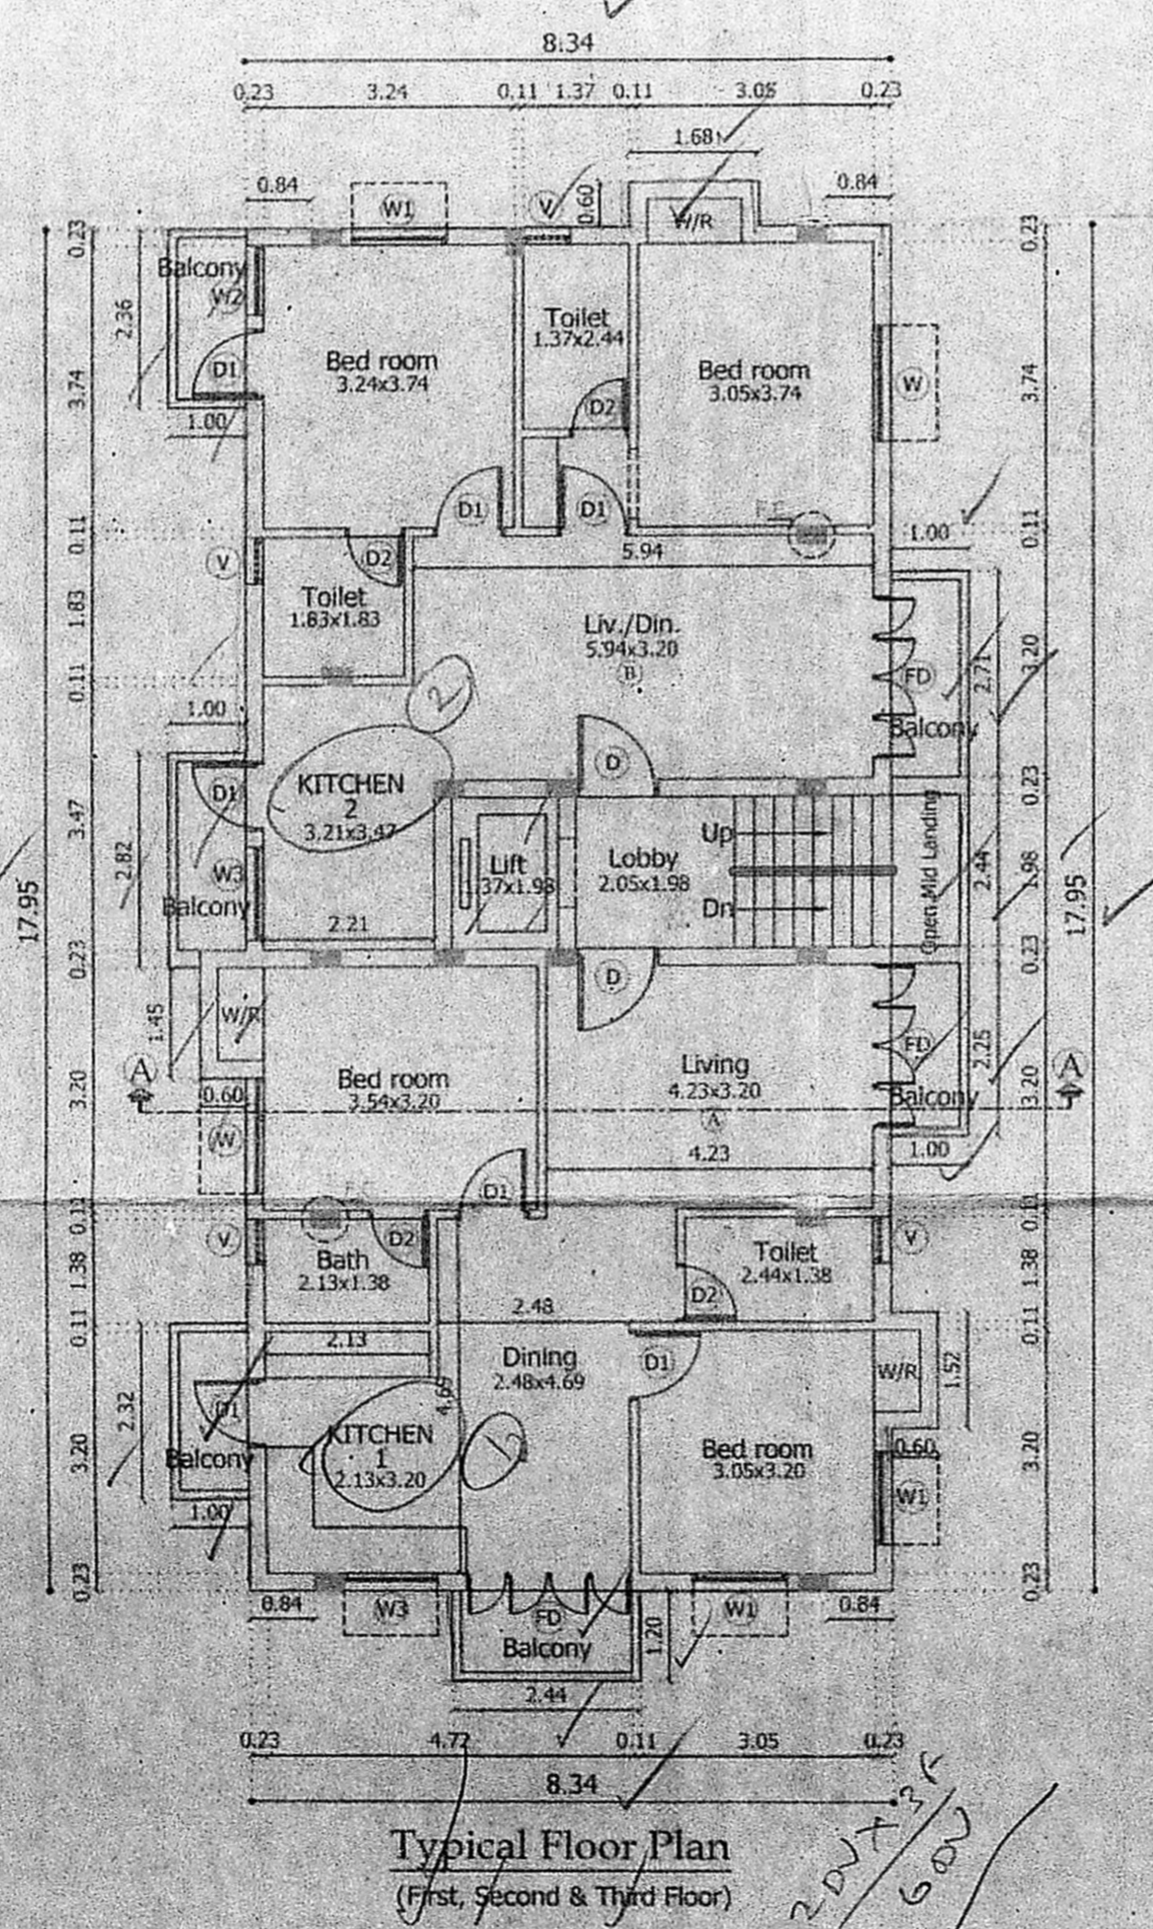 8.34
0.23 3.24 0.11 1.37 0.11 3.05 0.23
1.68
0.84 W1 V 0.60 W/R 0.84
0.23 0.23
Balcony
W2
2.36
Toilet
1.37x2.44
Bed room
3.24x3.74
Bed room
3.05x3.74
D1 W
3.74 3.74
D2
1.00
D1 D1
0.11 0.11
1.00
V D2 5.94
Toilet
1.83x1.83
1.83
Liv./Din.
5.94x3.20
B
3.20
2.71
FD
0.11
2
1.00
Balcony
D
KITCHEN
2
3.21x3.47
D1
0.23
3.47
Up
Lift
1.37x1.98
Lobby
2.05x1.98
Dn
Open Mid Landing
2.44
1.98
2.82
W3
Balcony
17.95 17.95
2.21
0.23 0.23
D
W/R
1.45
FD
2.25
Living
4.23x3.20
A
Bed room
3.54x3.20
A A
3.20 3.20
0.60
Balcony
W
4.23
1.00
D1
0.11 0.11
V D2 V
Bath
2.13x1.38
Toilet
2.44x1.38
1.38 1.38
D2
2.48
0.11 0.11
2.13
Dining
2.48x4.69
D1
W/R
1.52
4.69
2.32
D1
KITCHEN
1
2.13x3.20
Balcony
3.20 3.20
Bed room
3.05x3.20
0.60
W1
1.00
0.23 0.23
0.84 W3 FD W1 0.84
Balcony
1.20
2.44
0.23 4.72 0.11 3.05 0.23
8.34
Typical Floor Plan
(First, Second & Third Floor)